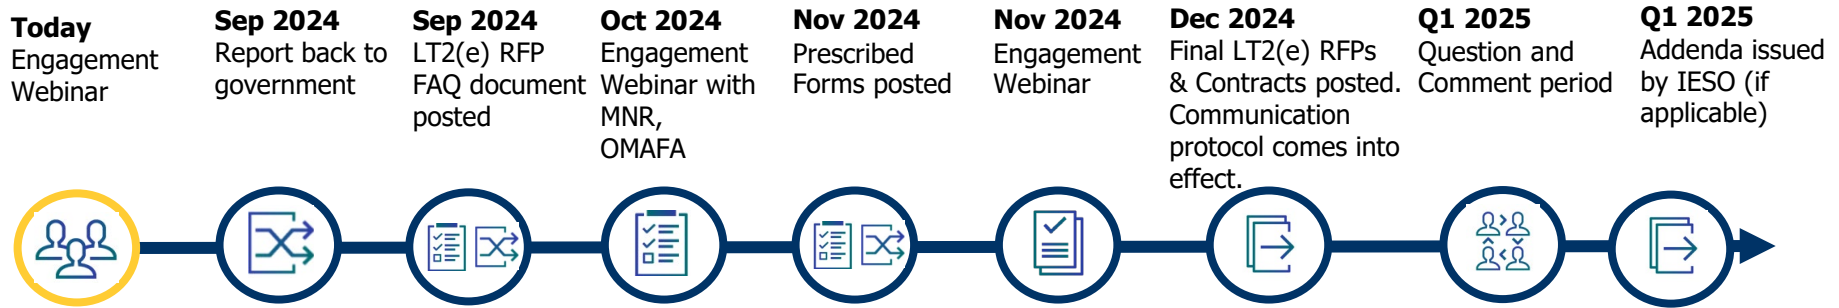 Today
Engagement
Webinar
Sep 2024
Report back to
government
Sep 2024
LT2(e) RFP
FAQ document
posted
Oct 2024
Engagement
Webinar with
MNR,
OMAFA
Nov 2024
Prescribed
Forms posted
Nov 2024
Engagement
Webinar
Dec 2024
Final LT2(e) RFPs
& Contracts posted.
Communication
protocol comes into
effect.
Q1 2025
Question and
Comment period
Q1 2025
Addenda issued
by IESO (if
applicable)